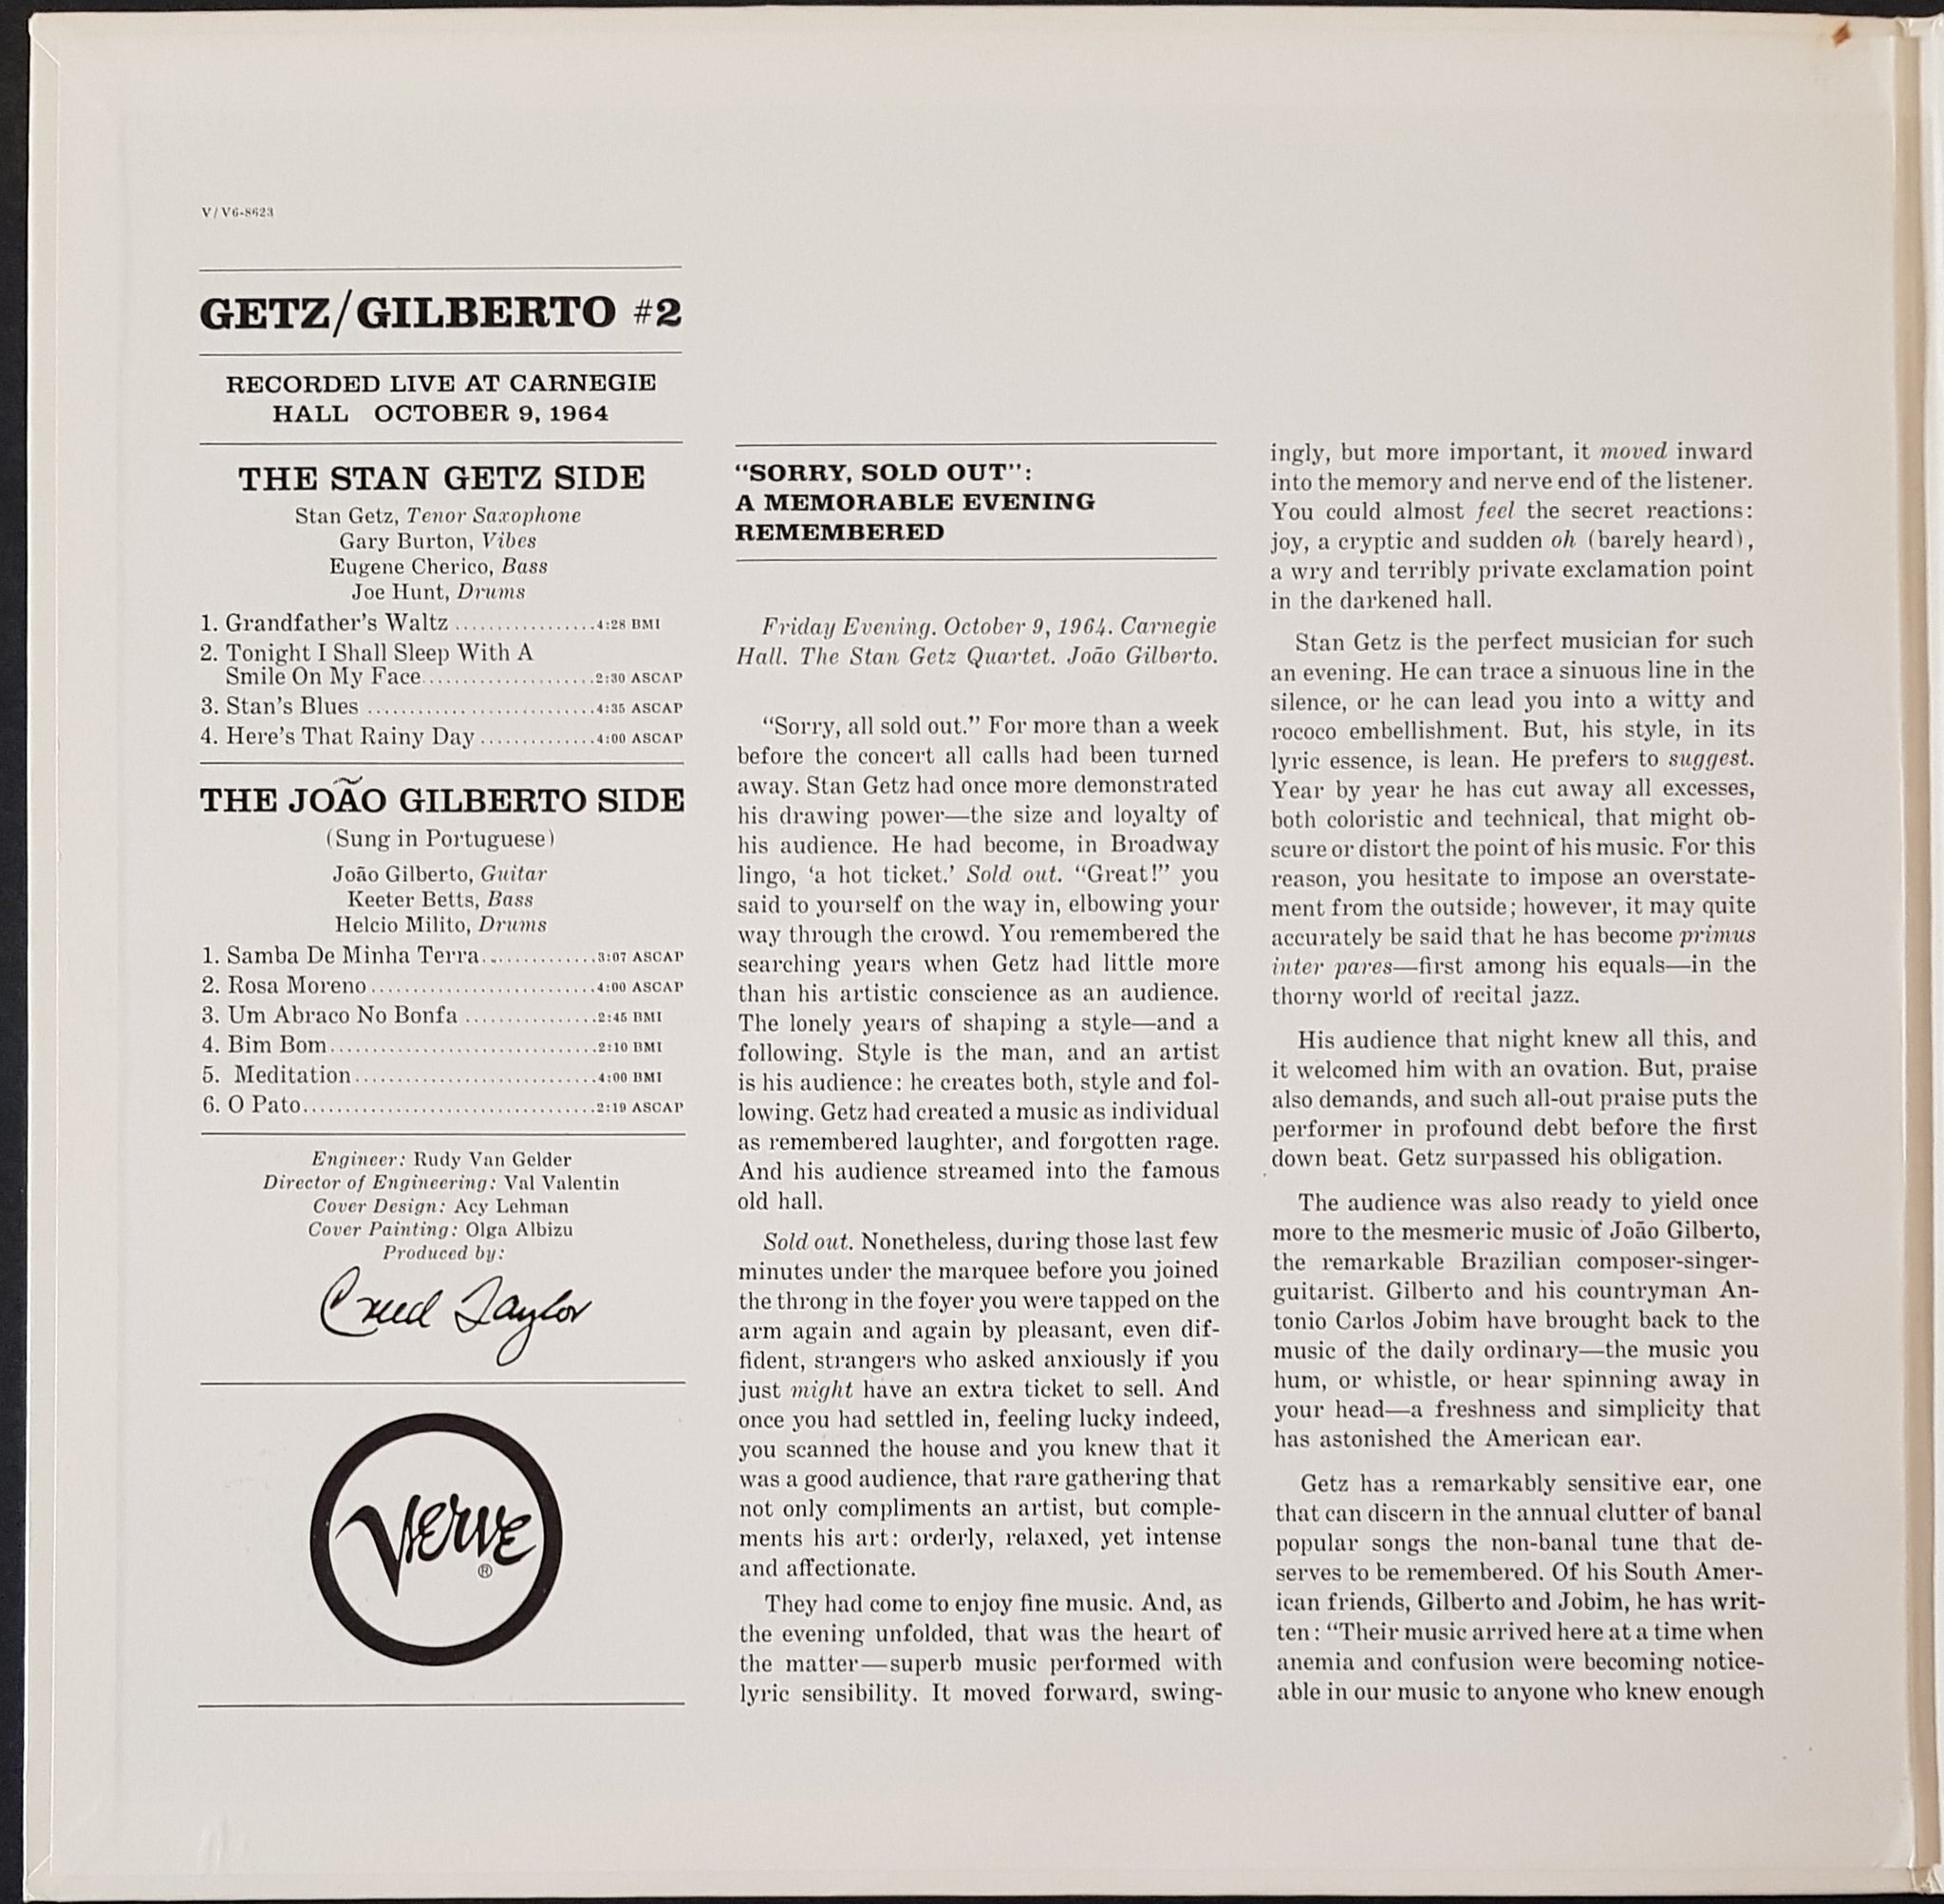 V/V6-8623
GETZ/GILBERTO #2
RECORDED LIVE AT CARNEGIE
HALL OCTOBER 9, 1964
THE STAN GETZ SIDE
Stan Getz, Tenor Saxophone
Gary Burton, Vibes
Eugene Cherico, Bass
Joe Hunt, Drums
1. Grandfather's Waltz .................4:28 BMI
2. Tonight I Shall Sleep With A
Smile On My Face....................2:30 ASCAP
3. Stan's Blues ...........................4:35 ASCAP
4. Here's That Rainy Day ..............4:00 ASCAP
THE JOÃO GILBERTO SIDE
(Sung in Portuguese)
João Gilberto, Guitar
Keeter Betts, Bass
Helcio Milito, Drums
1. Samba De Minha Terra..............3:07 ASCAP
2. Rosa Moreno ...........................4:00 ASCAP
3. Um Abraco No Bonfa ................2:45 BMI
4. Bim Bom................................2:10 BMI
5. Meditation.............................4:00 BMI
6. O Pato...................................2:19 ASCAP
Engineer: Rudy Van Gelder
Director of Engineering: Val Valentin
Cover Design: Acy Lehman
Cover Painting: Olga Albizu
Produced by:
Creed Taylor
Verve
®
"SORRY, SOLD OUT":
A MEMORABLE EVENING
REMEMBERED
Friday Evening. October 9, 1964. Carnegie
Hall. The Stan Getz Quartet. João Gilberto.
"Sorry, all sold out." For more than a week
before the concert all calls had been turned
away. Stan Getz had once more demonstrated
his drawing power—the size and loyalty of
his audience. He had become, in Broadway
lingo, 'a hot ticket.' Sold out. "Great!" you
said to yourself on the way in, elbowing your
way through the crowd. You remembered the
searching years when Getz had little more
than his artistic conscience as an audience.
The lonely years of shaping a style—and a
following. Style is the man, and an artist
is his audience: he creates both, style and fol-
lowing. Getz had created a music as individual
as remembered laughter, and forgotten rage.
And his audience streamed into the famous
old hall.
Sold out. Nonetheless, during those last few
minutes under the marquee before you joined
the throng in the foyer you were tapped on the
arm again and again by pleasant, even dif-
fident, strangers who asked anxiously if you
just might have an extra ticket to sell. And
once you had settled in, feeling lucky indeed,
you scanned the house and you knew that it
was a good audience, that rare gathering that
not only compliments an artist, but comple-
ments his art: orderly, relaxed, yet intense
and affectionate.
They had come to enjoy fine music. And, as
the evening unfolded, that was the heart of
the matter—superb music performed with
lyric sensibility. It moved forward, swing-
ingly, but more important, it moved inward
into the memory and nerve end of the listener.
You could almost feel the secret reactions:
joy, a cryptic and sudden oh (barely heard),
a wry and terribly private exclamation point
in the darkened hall.
Stan Getz is the perfect musician for such
an evening. He can trace a sinuous line in the
silence, or he can lead you into a witty and
rococo embellishment. But, his style, in its
lyric essence, is lean. He prefers to suggest.
Year by year he has cut away all excesses,
both coloristic and technical, that might ob-
scure or distort the point of his music. For this
reason, you hesitate to impose an overstate-
ment from the outside; however, it may quite
accurately be said that he has become primus
inter pares—first among his equals—in the
thorny world of recital jazz.
His audience that night knew all this, and
it welcomed him with an ovation. But, praise
also demands, and such all-out praise puts the
performer in profound debt before the first
down beat. Getz surpassed his obligation.
The audience was also ready to yield once
more to the mesmeric music of João Gilberto,
the remarkable Brazilian composer-singer-
guitarist. Gilberto and his countryman An-
tonio Carlos Jobim have brought back to the
music of the daily ordinary—the music you
hum, or whistle, or hear spinning away in
your head—a freshness and simplicity that
has astonished the American ear.
Getz has a remarkably sensitive ear, one
that can discern in the annual clutter of banal
popular songs the non-banal tune that de-
serves to be remembered. Of his South Amer-
ican friends, Gilberto and Jobim, he has writ-
ten: "Their music arrived here at a time when
anemia and confusion were becoming notice-
able in our music to anyone who knew enough